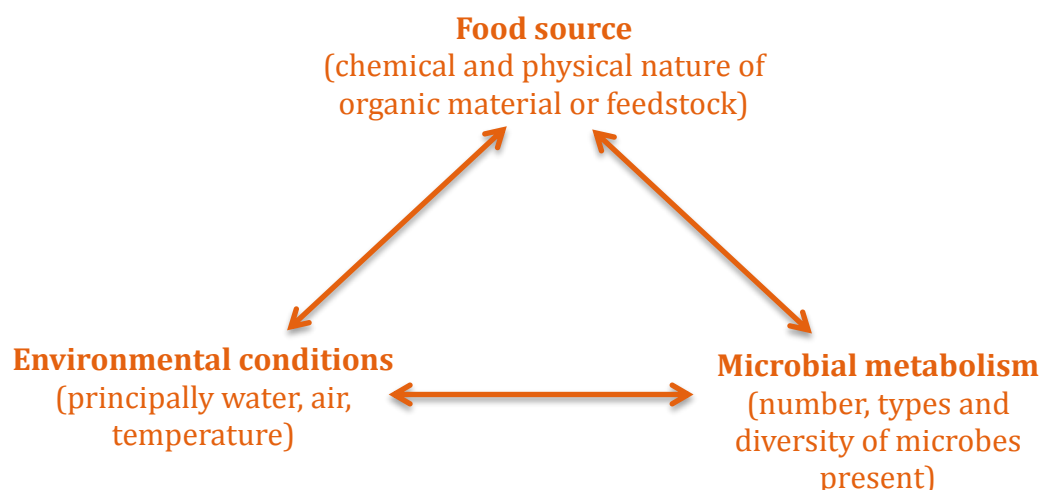 Food source
(chemical and physical nature of
organic material or feedstock)
Environmental conditions
(principally water, air,
temperature)
Microbial metabolism
(number, types and
diversity of microbes
present)